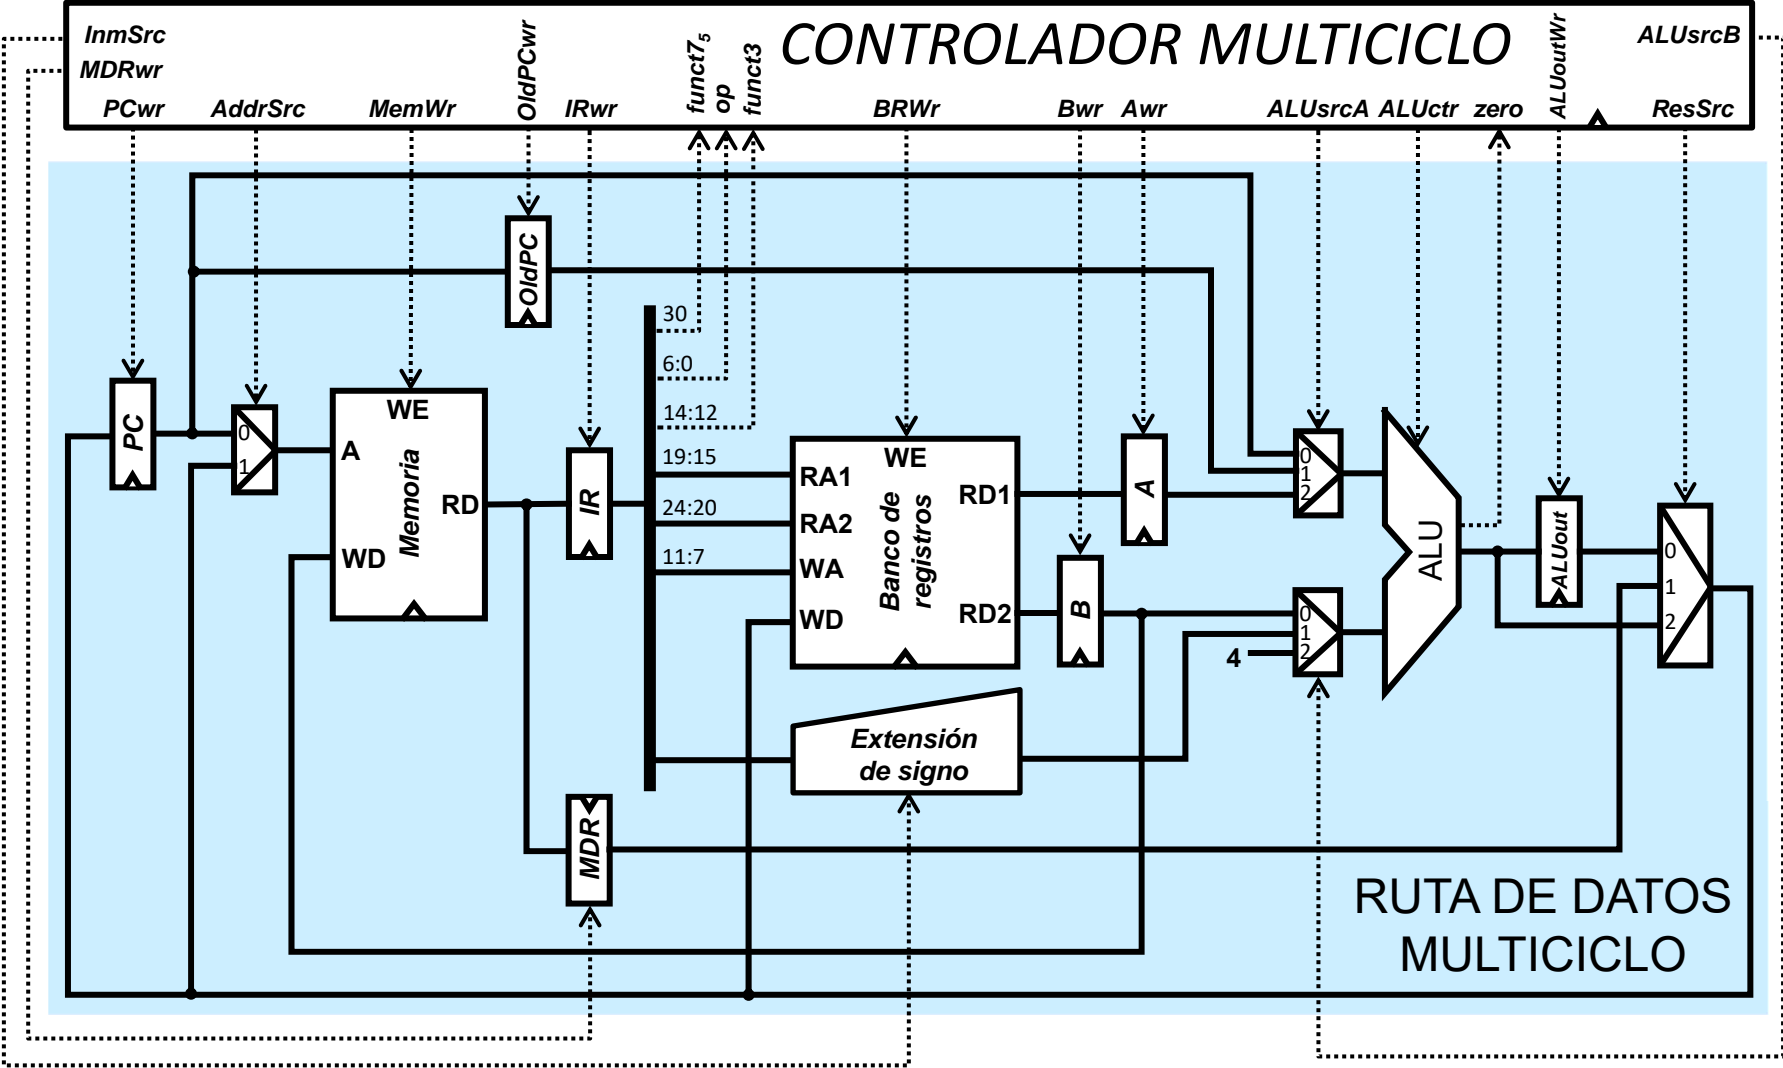 CONTROLADOR MULTICICLO
InmSrc
MDRwr
PCwr
AddrSrc
MemWr
OldPCwr
IRwr
funct7₅
op
funct3
BRWr
Bwr
Awr
ALUsrcA
ALUctr
zero
ALUoutWr
ResSrc
ALUsrcB
OldPC
30
6:0
14:12
19:15
24:20
11:7
PC
0
1
WE
A
RD
WD
Memoria
IR
WE
RA1
RA2
WA
WD
RD1
RD2
Banco de
registros
A
B
0
1
2
0
1
2
4
ALU
ALUout
0
1
2
Extensión
de signo
MDR
RUTA DE DATOS
MULTICICLO